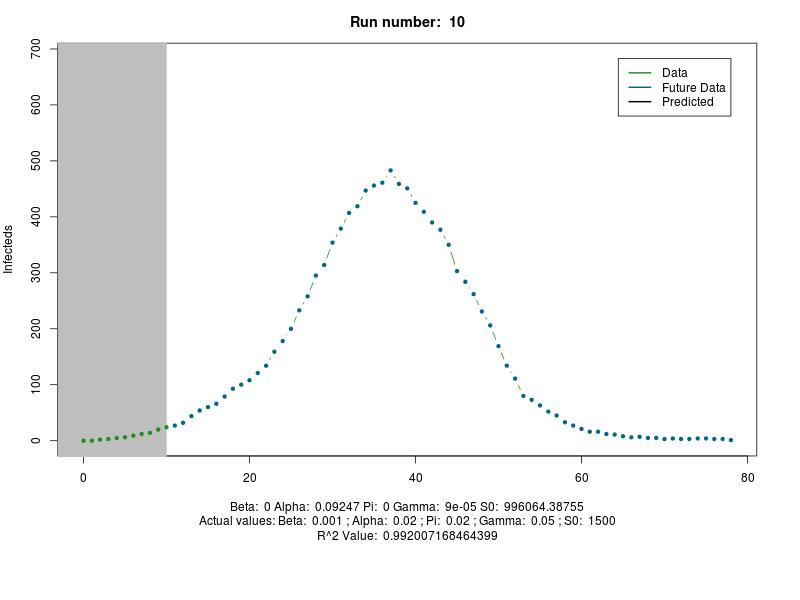 Run number: 10
700
600
500
400
300
200
100
0
Infecteds
Data
Future Data
Predicted
0 20 40 60 80
Beta: 0 Alpha: 0.09247 Pi: 0 Gamma: 9e-05 S0: 996064.38755
Actual values: Beta: 0.001 ; Alpha: 0.02 ; Pi: 0.02 ; Gamma: 0.05 ; S0: 1500
R^2 Value: 0.992007168464399